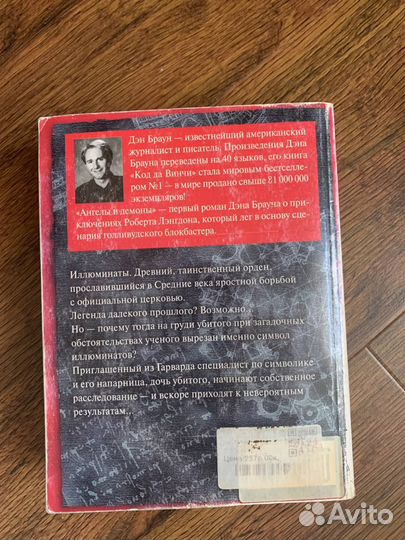 Дэн Браун — известнейший американский
журналист и писатель. Произведения Дэна
Брауна переведены на 40 языков, его книга
«Код да Винчи» стала мировым бестселле-
ром №1 — в мире продано свыше 81 000 000
экземпляров!
«Ангелы и демоны» — первый роман Дэна Брауна о при-
ключениях Роберта Лэнгдона, который лег в основу сце-
нария голливудского блокбастера.
Иллюминаты. Древний, таинственный орден,
прославившийся в Средние века яростной борьбой
с официальной церковью.
Легенда далекого прошлого? Возможно...
Но — почему тогда на груди убитого при загадочных
обстоятельствах ученого вырезан именно символ
иллюминатов?
Приглашенный из Гарварда специалист по символике
и его напарница, дочь убитого, начинают собственное
расследование — и вскоре приходят к невероятным
результатам...
Цена:
Avito